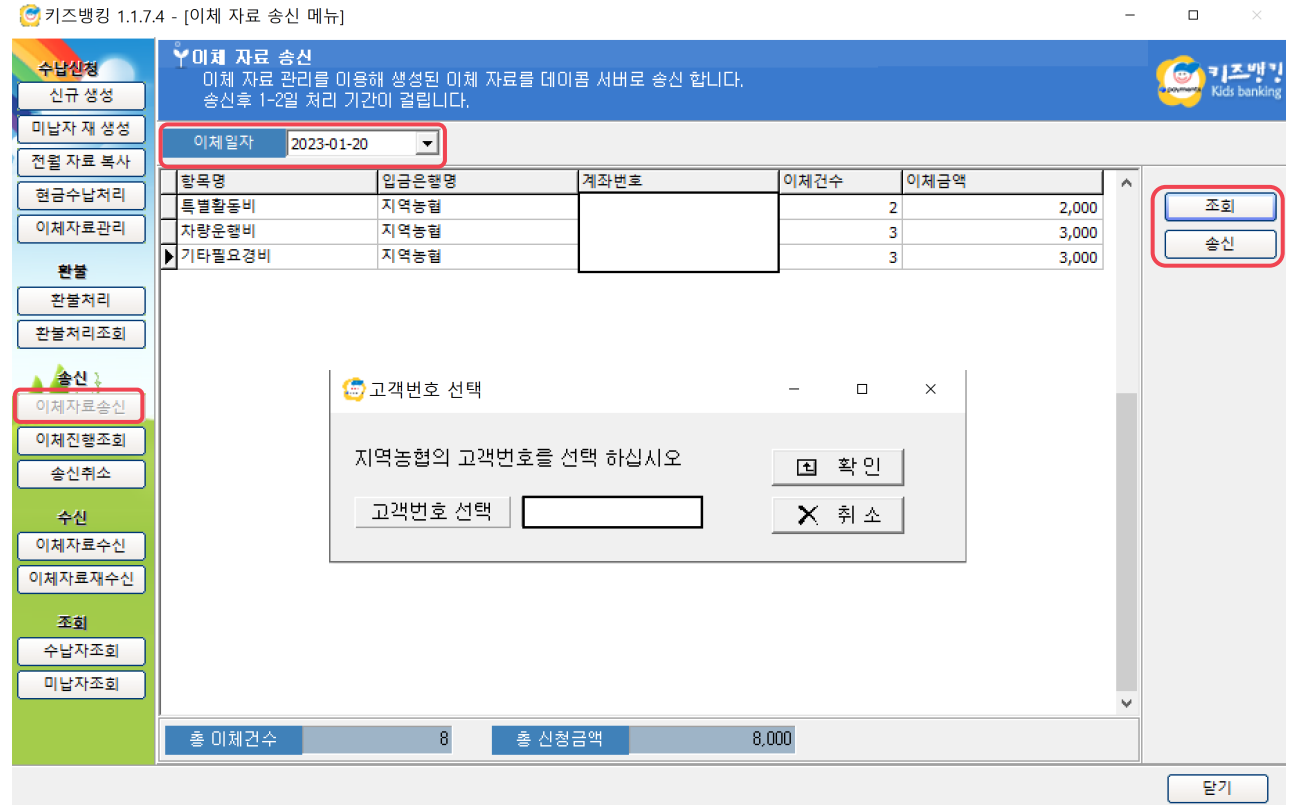 키즈뱅킹 1.1.7.4 - [이체 자료 송신 메뉴]
수납신청
신규 생성
미납자 재 생성
전월 자료 복사
현금수납처리
이체자료관리
환불
환불처리
환불처리조회
송신
이체자료송신
이체진행조회
송신취소
수신
이체자료수신
이체자료재수신
조회
수납자조회
미납자조회
이체 자료 송신
이체 자료 관리를 이용해 생성된 이체 자료를 데이콤 서버로 송신 합니다.
송신후 1-2일 처리 기간이 걸립니다.
payments 키즈뱅킹
Kids banking
이체일자 2023-01-20
항목명 입금은행명 계좌번호 이체건수 이체금액
특별활동비 지역농협 2 2,000
차량운행비 지역농협 3 3,000
기타필요경비 지역농협 3 3,000
조회
송신
고객번호 선택
지역농협의 고객번호를 선택 하십시오
확인
고객번호 선택
취소
총 이체건수 8 총 신청금액 8,000
닫기